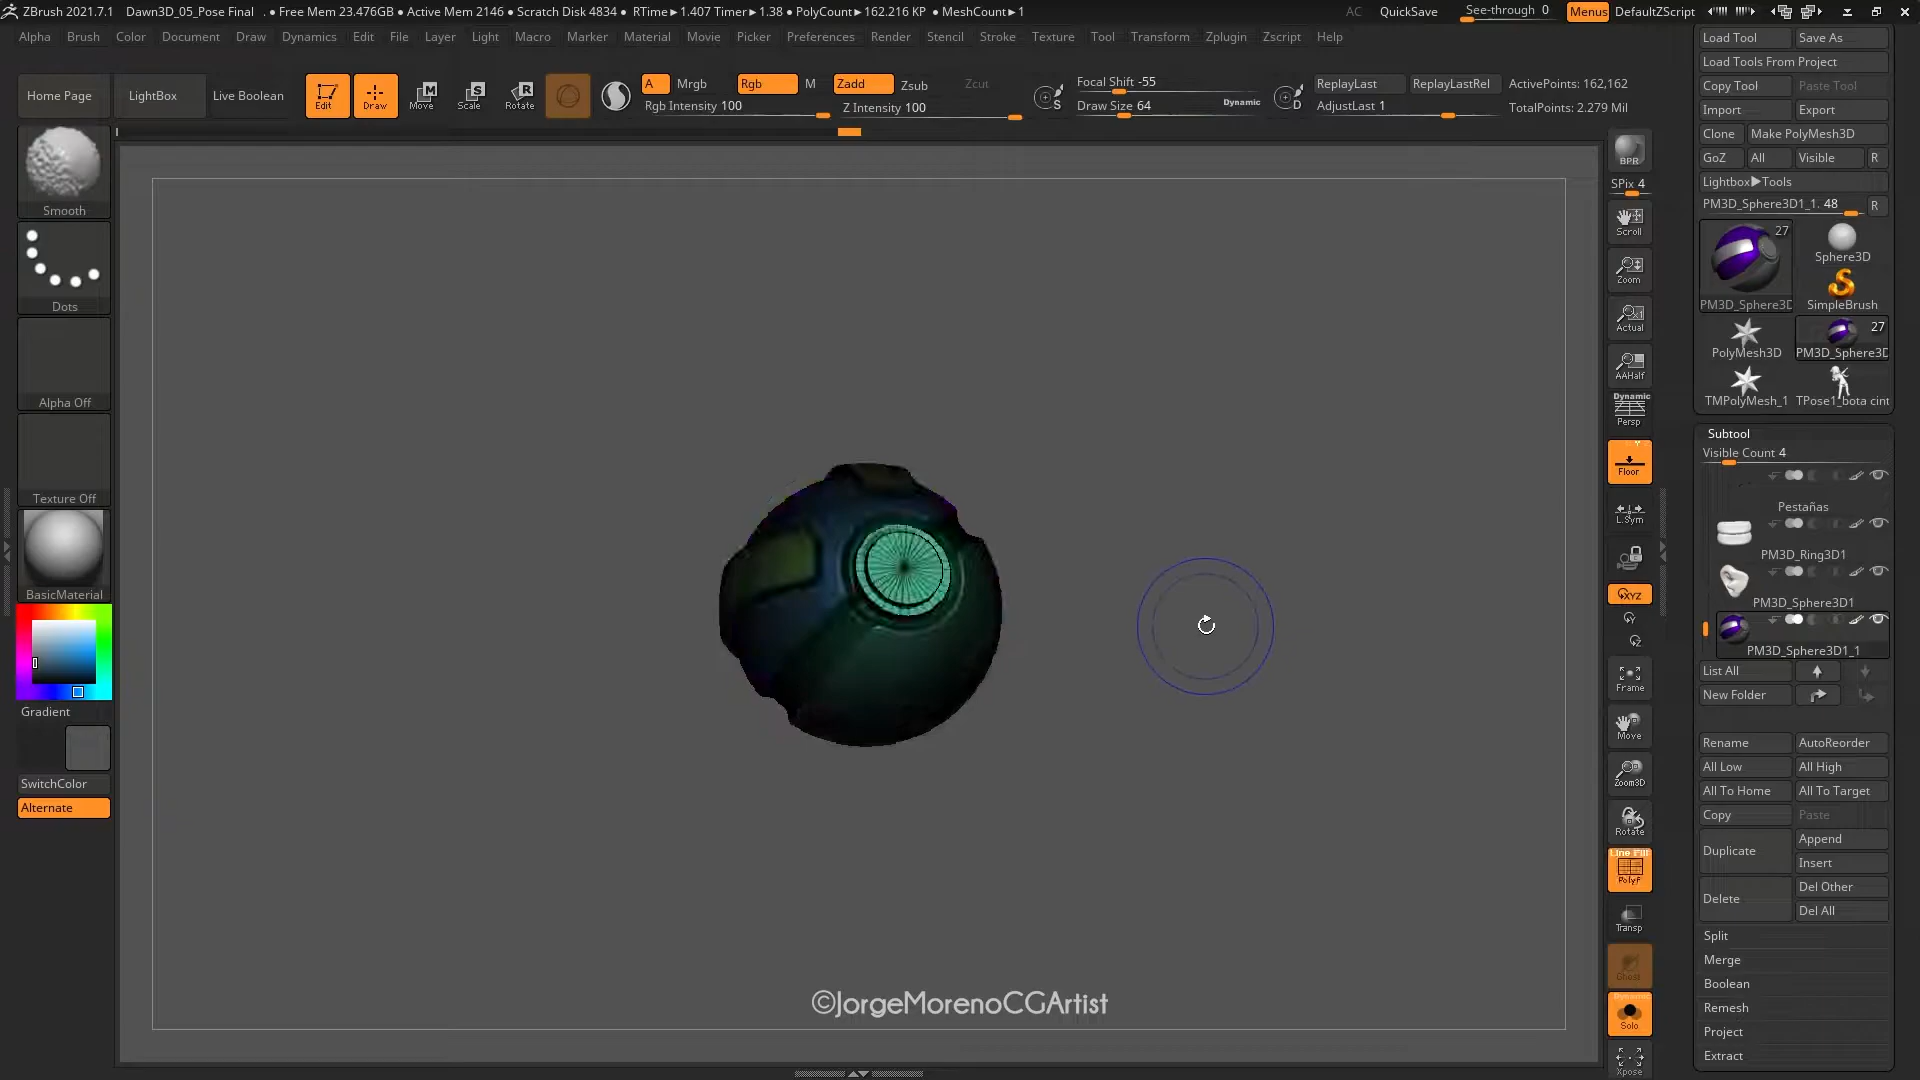 ZBrush 2021.7.1 Dawn3D_05_Pose Final . • Free Mem 23.476GB • Active Mem 2146 • Scratch Disk 4834 • RTime►1.407 Timer►1.38 • PolyCount►162.216 KP • MeshCount►1 AC QuickSave See-through 0 Menus DefaultZScript
Alpha Brush Color Document Draw Dynamics Edit File Layer Light Macro Marker Material Movie Picker Preferences Render Stencil Stroke Texture Tool Transform Zplugin Zscript Help
Home Page LightBox Live Boolean
Edit Draw Move Scale Rotate
M S R
A Mrgb Rgb M Zadd Zsub Zcut
Rgb Intensity 100 Z Intensity 100
S Focal Shift -55
Draw Size 64 Dynamic
D ReplayLast ReplayLastRel ActivePoints: 162,162
AdjustLast 1 TotalPoints: 2.279 Mil
Smooth
Dots
Alpha Off
Texture Off
BasicMaterial
Gradient
SwitchColor
Alternate
©JorgeMorenoCGArtist
BPR
SPix 4
Scroll
Zoom
Actual
AAHalf
Dynamic
Persp
Floor
L.Sym
XYZ
Y
Z
Frame
Move
Zoom3D
Rotate
Line Fill
PolyF
Transp
Ghost
Dynamic
Solo
Xpose
Load Tool Save As
Load Tools From Project
Copy Tool Paste Tool
Import Export
Clone Make PolyMesh3D
GoZ All Visible R
Lightbox►Tools
PM3D_Sphere3D1_1. 48 R
27
PM3D_Sphere3D Sphere3D
SimpleBrush
27
PolyMesh3D PM3D_Sphere3D
TMPolyMesh_1 TPose1_bota cint
Subtool
Visible Count 4
Pestañas
PM3D_Ring3D1
PM3D_Sphere3D1
PM3D_Sphere3D1_1
List All
New Folder
Rename AutoReorder
All Low All High
All To Home All To Target
Copy Paste
Duplicate Append
Insert
Delete Del Other
Del All
Split
Merge
Boolean
Remesh
Project
Extract